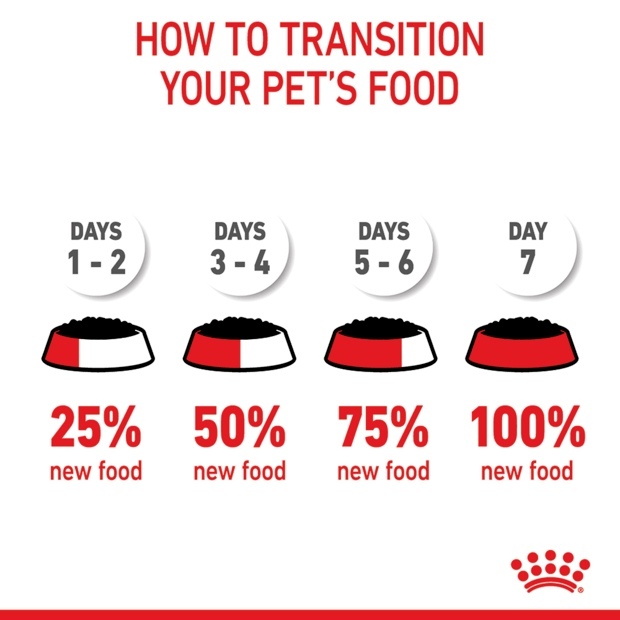 HOW TO TRANSITION
YOUR PET'S FOOD
DAYS
1 - 2
DAYS
3 - 4
DAYS
5 - 6
DAY
7
25%
new food
50%
new food
75%
new food
100%
new food
®